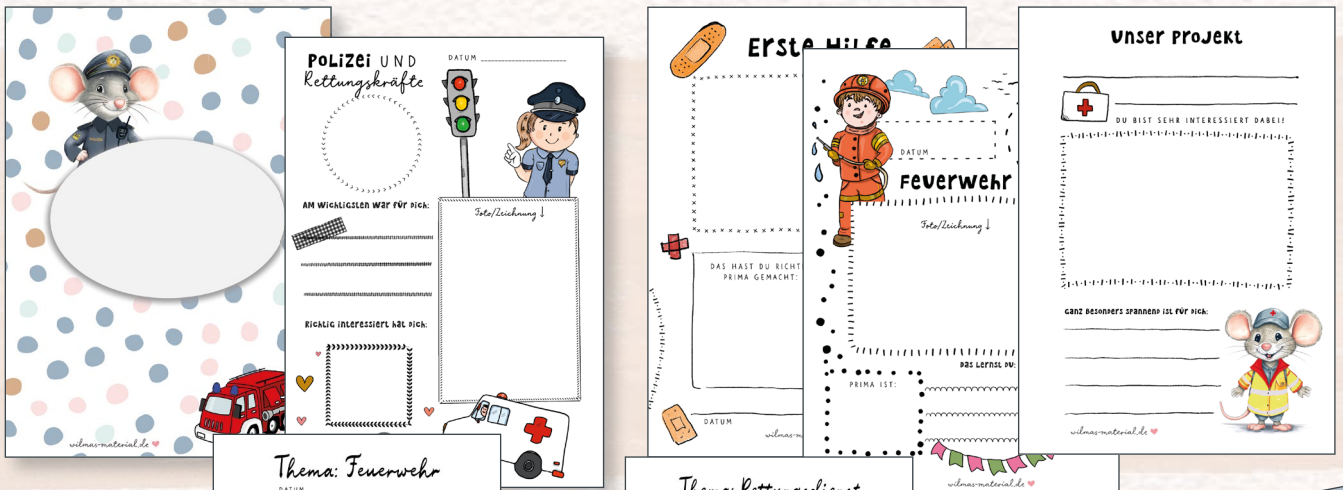 wilmas-material.de
Polizei UND
Rettungskräfte
DATUM
Am Wichtigsten war für Dich:
Foto/Zeichnung
Richtig interessiert hat Dich:
Thema: Feuerwehr
DATUM
Erste Hilfe
DAS HAST DU RICHT
PRIMA GEMACHT:
DATUM
DATUM
Feuerwehr
Foto/Zeichnung
Das Lernst Du:
PRIMA IST:
wilmas-material.de
Thema: Rettungsdienst
Unser Projekt
DU BIST SEHR INTERESSIERT DABEI!
Ganz besonders spannend ist für Dich:
wilmas-material.de